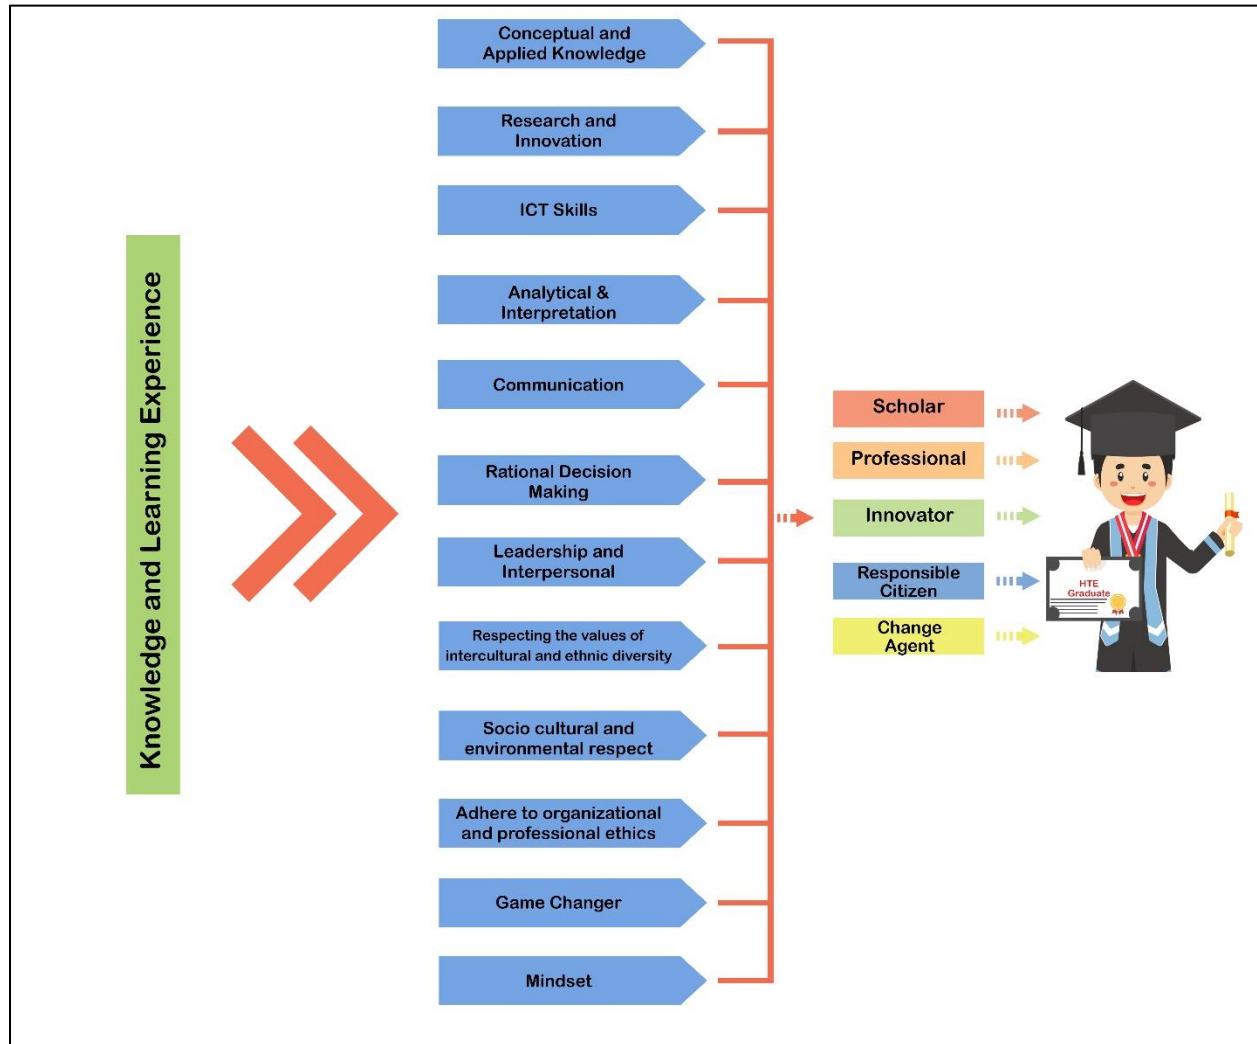 Knowledge and Learning Experience
Conceptual and
Applied Knowledge
Research and
Innovation
ICT Skills
Analytical &
Interpretation
Communication
Rational Decision
Making
Leadership and
Interpersonal
Respecting the values of
intercultural and ethnic diversity
Socio cultural and
environmental respect
Adhere to organizational
and professional ethics
Game Changer
Mindset
Scholar
Professional
Innovator
Responsible
Citizen
Change
Agent
HTE
Graduate